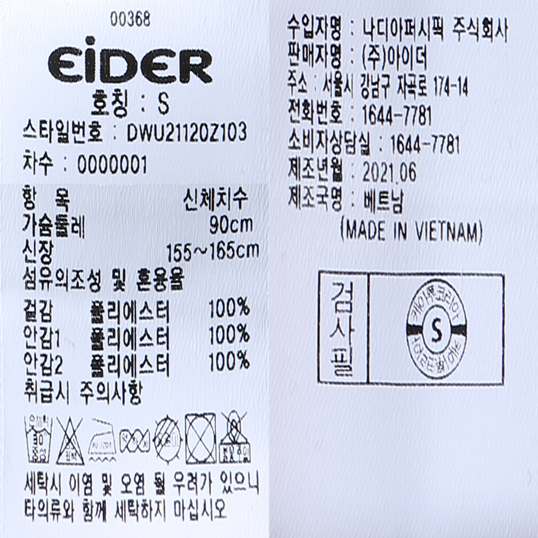 00368
EiDER
호칭 : S
스타일번호 : DWU21120Z103
차수 : 0000001
항 목 신체치수
가슴둘레 90cm
신장 155~165cm
섬유의조성 및 혼용율
겉감 폴리에스터 100%
안감1 폴리에스터 100%
안감2 폴리에스터 100%
취급시 주의사항
세탁시 이염 및 오염 될 우려가 있으니
타의류와 함께 세탁하지 마십시오
수입자명 : 나디아퍼시픽 주식회사
판매자명 : (주)아이더
주소 : 서울시 강남구 자곡로 174-14
전화번호 : 1644-7781
소비자상담실 : 1644-7781
제조년월 : 2021.06
제조국명 : 베트남
(MADE IN VIETNAM)
검사필
S